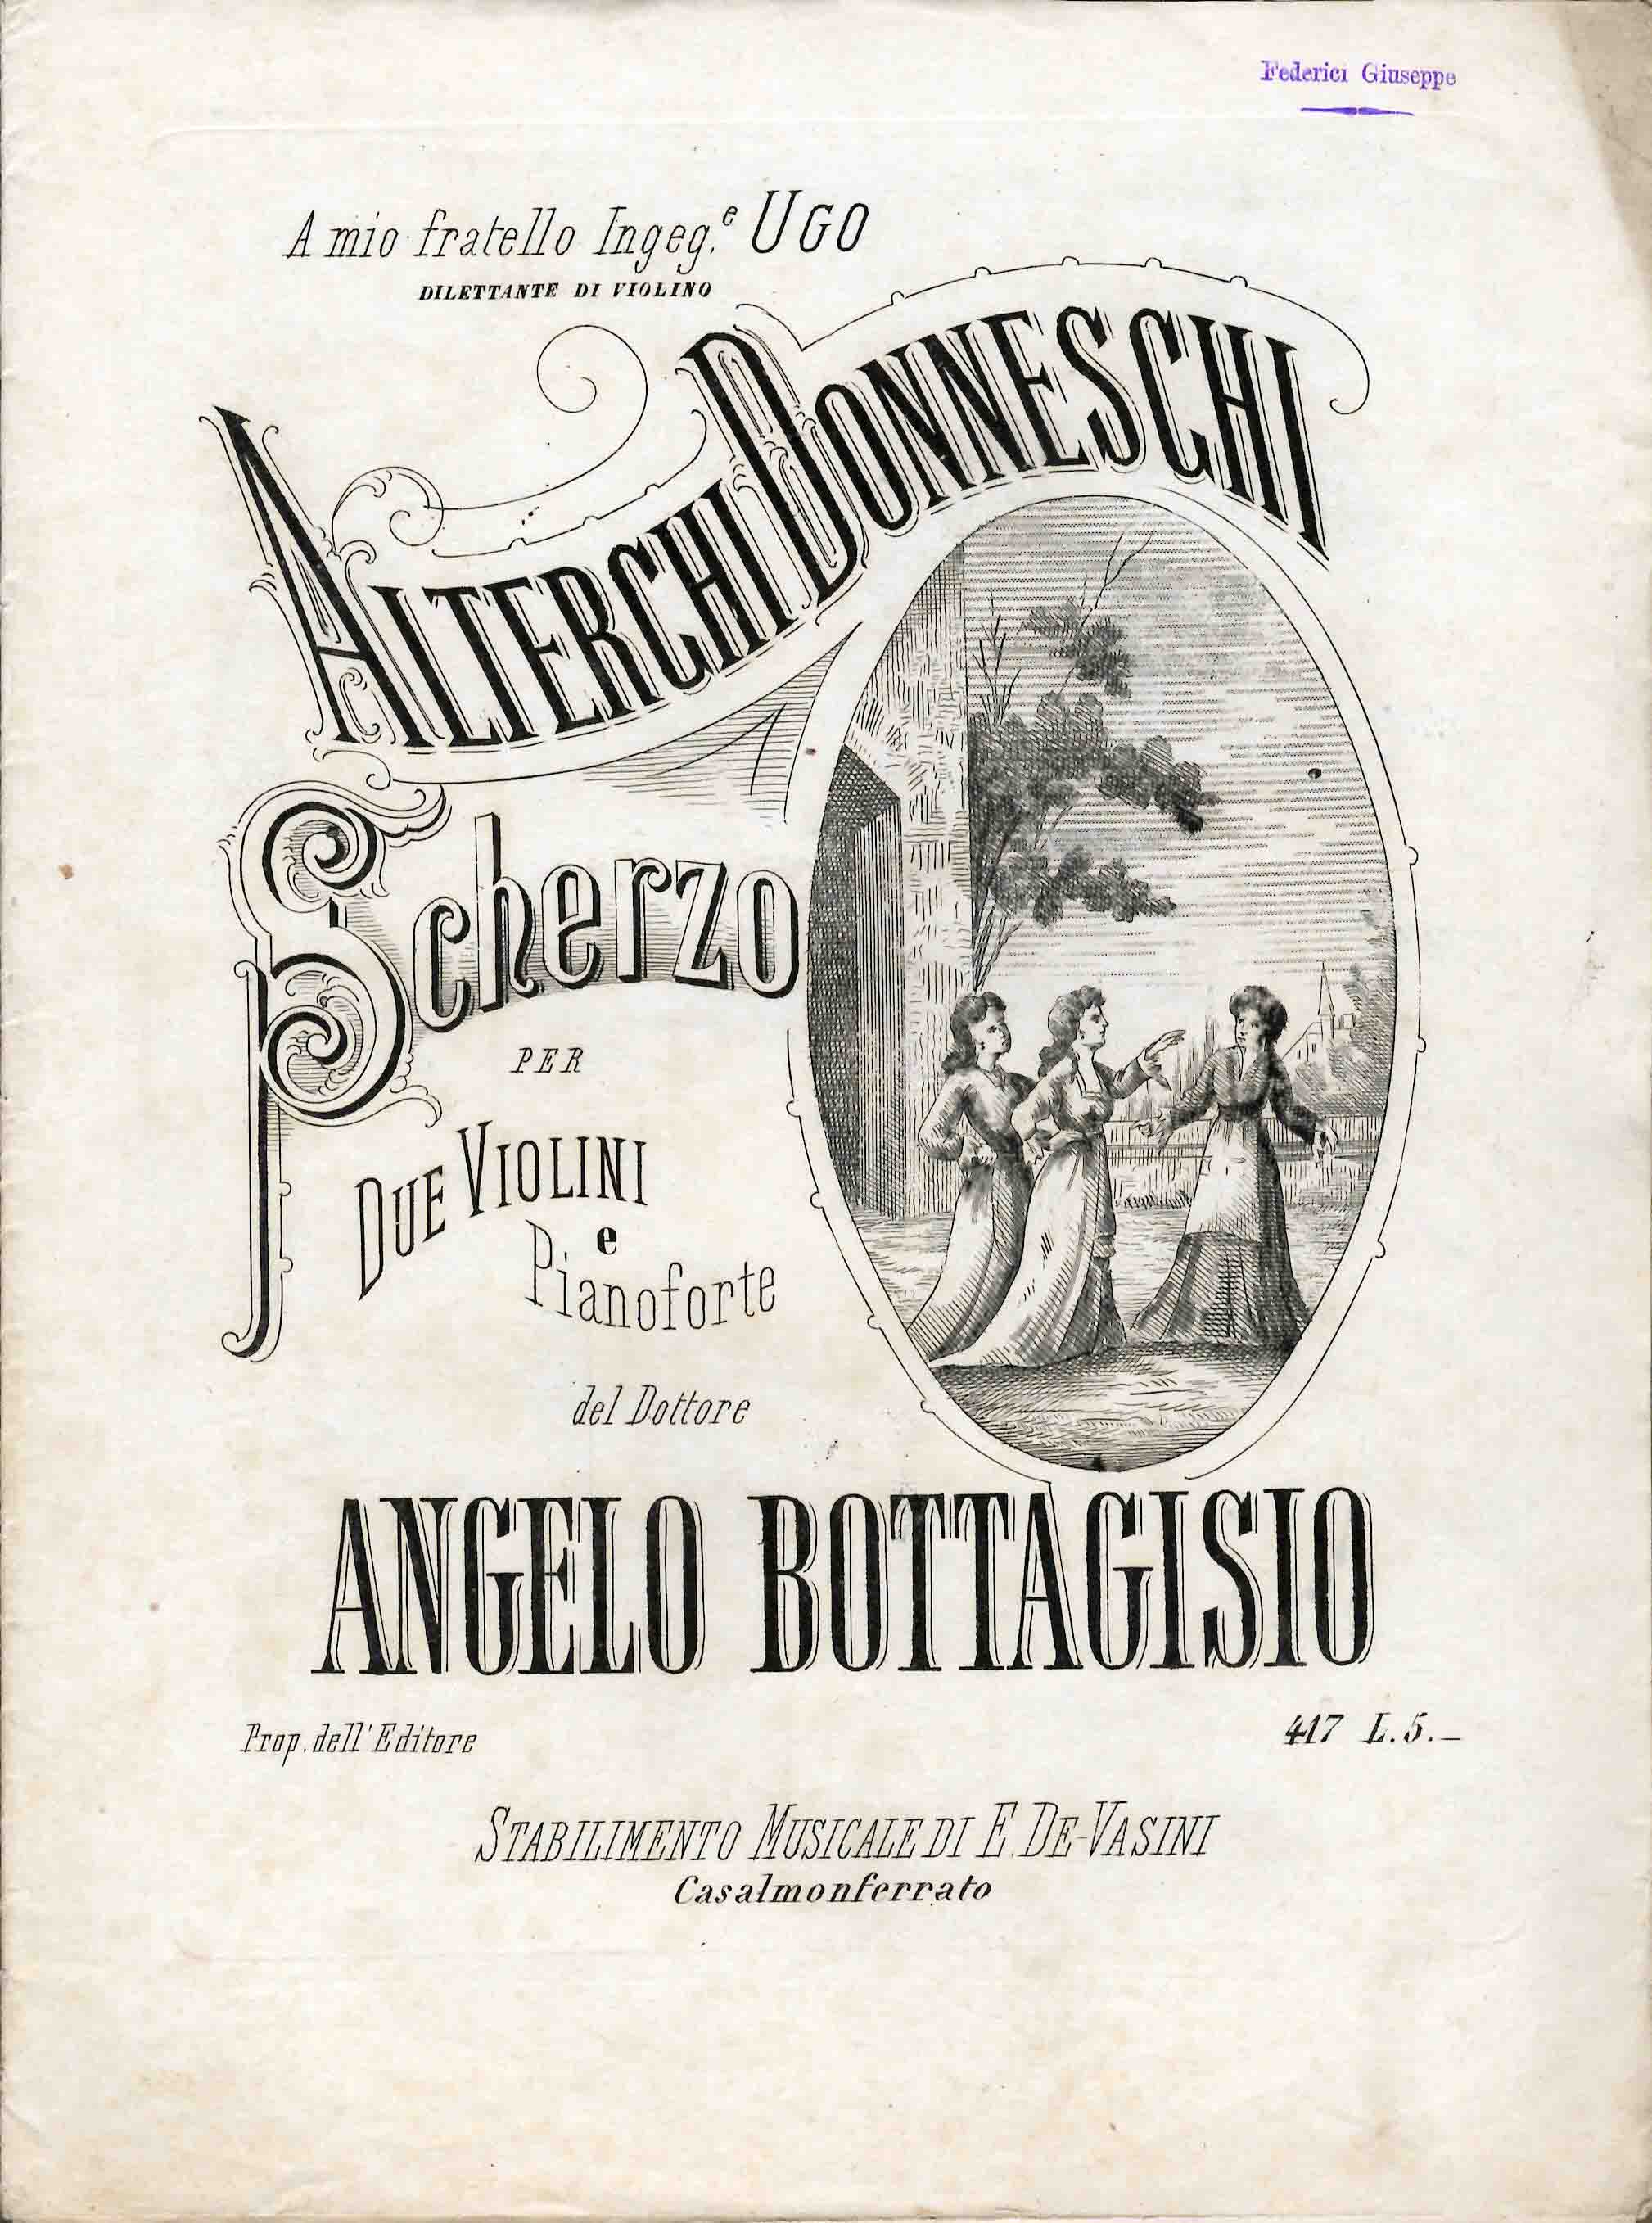 Federici Giuseppe
A mio fratello Ingeg.e UGO
DILETTANTE DI VIOLINO
ALTERCHI DONNESCHI
Scherzo
PER
DUE VIOLINI
e
Pianoforte
del Dottore
ANGELO BOTTAGISIO
Prop. dell' Editore
417 L. 5.—
STABILIMENTO MUSICALE DI E. DE-VASINI
Casalmonferrato